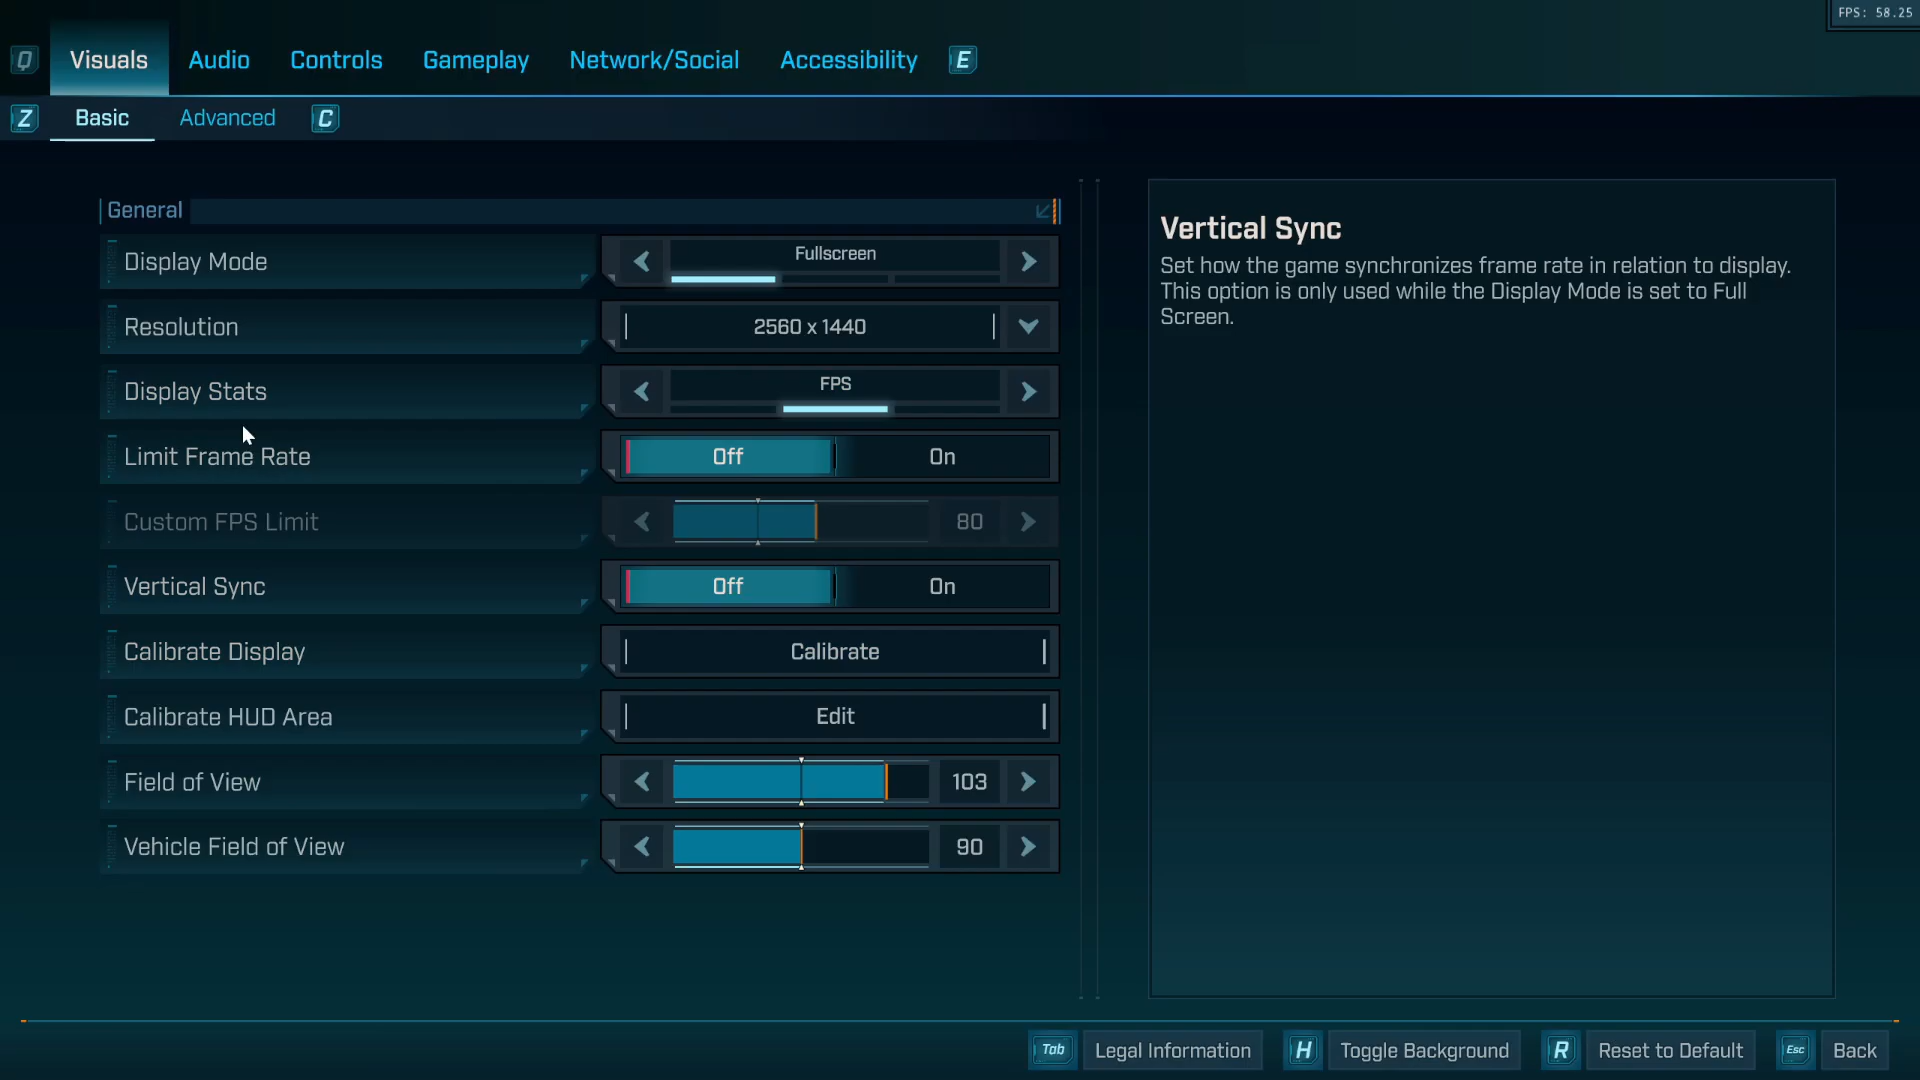 FPS: 58.25
Q Visuals Audio Controls Gameplay Network/Social Accessibility E
Z Basic Advanced C
General
Display Mode Fullscreen
Resolution 2560 x 1440
Display Stats FPS
Limit Frame Rate Off On
Custom FPS Limit 80
Vertical Sync Off On
Calibrate Display Calibrate
Calibrate HUD Area Edit
Field of View 103
Vehicle Field of View 90
Vertical Sync
Set how the game synchronizes frame rate in relation to display.
This option is only used while the Display Mode is set to Full
Screen.
Tab Legal Information H Toggle Background R Reset to Default Esc Back